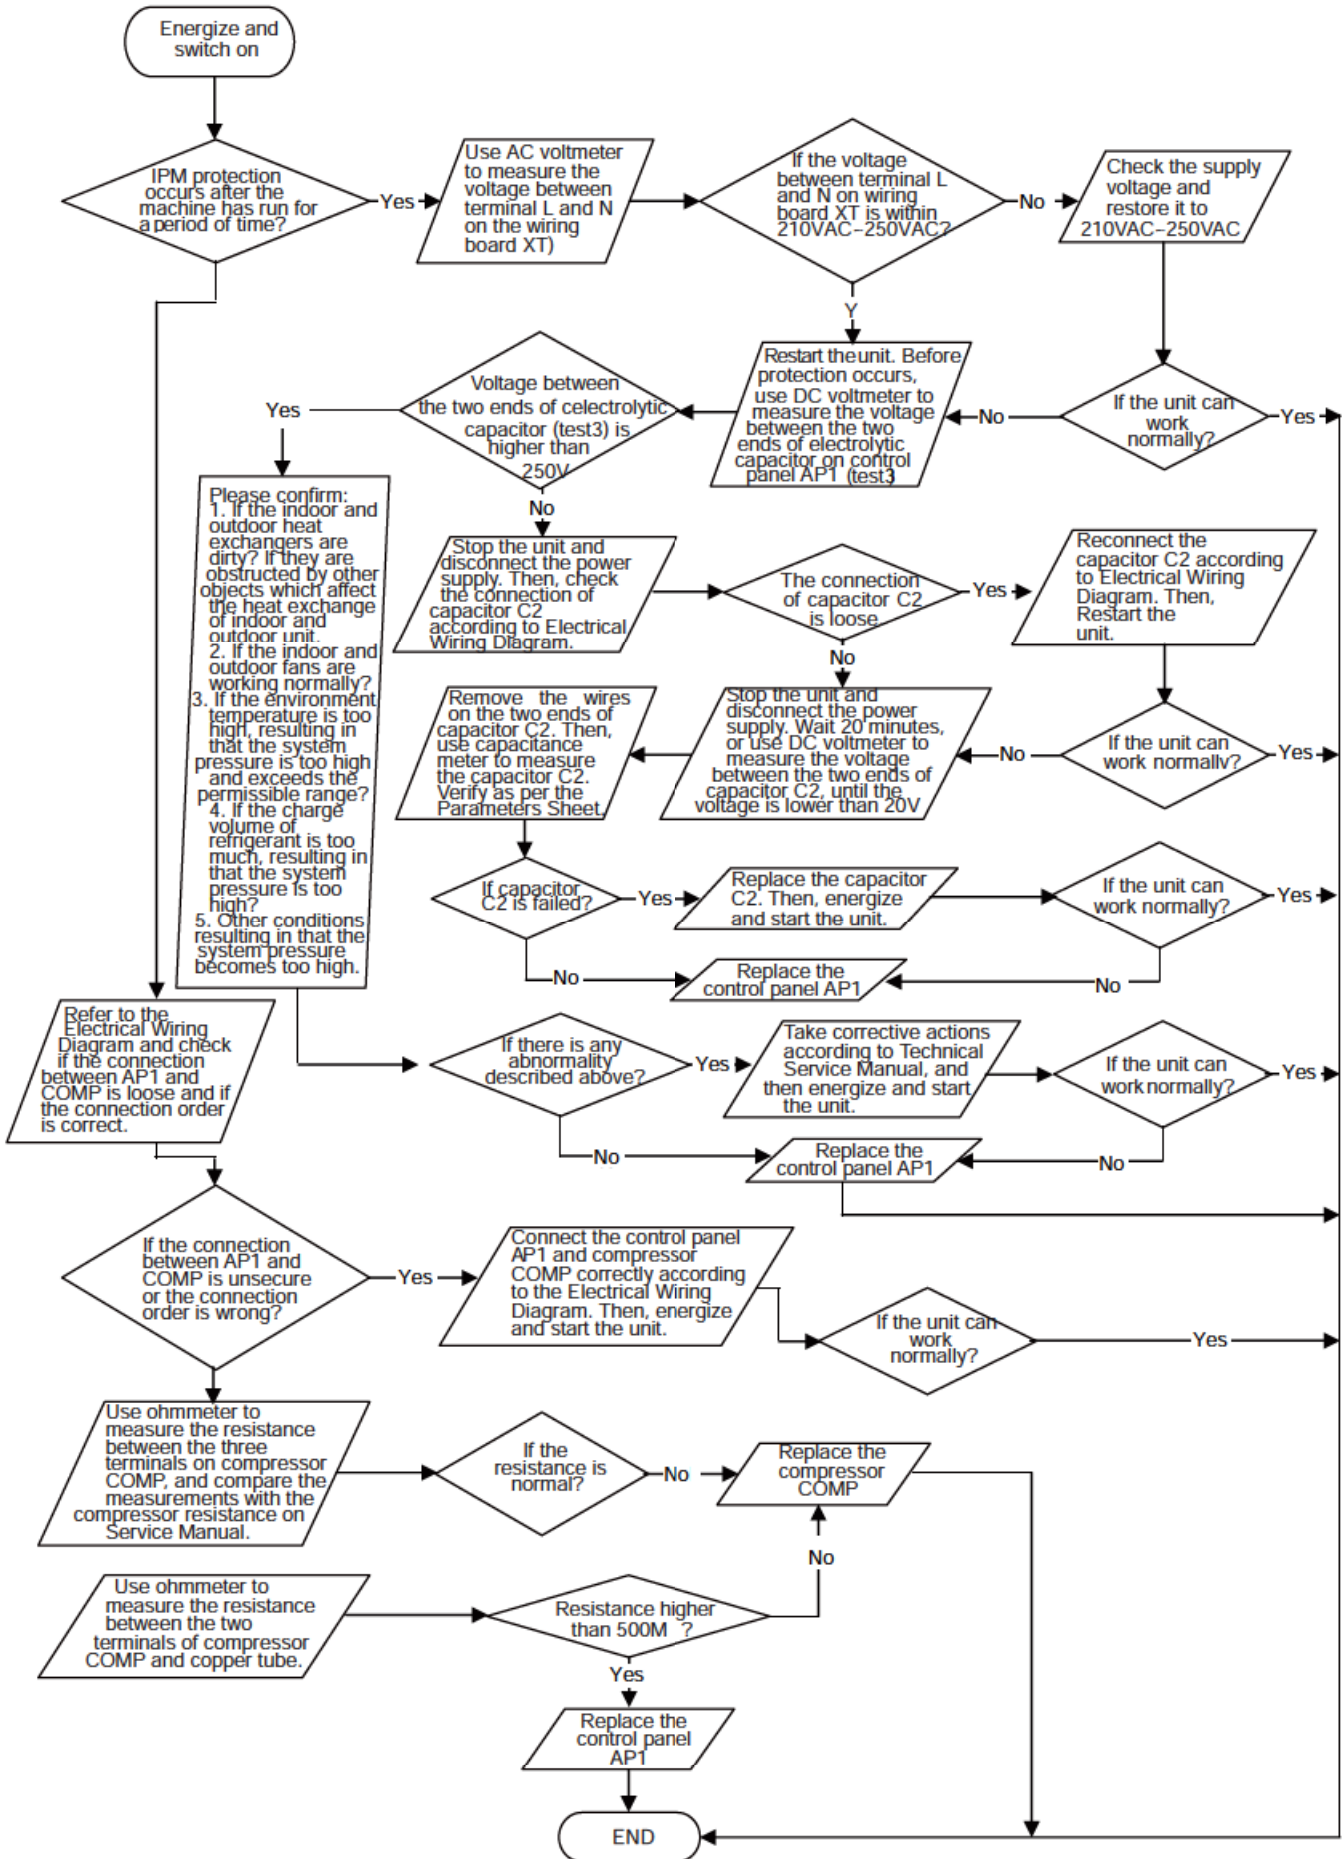 Energize and
switch on
IPM protection
occurs after the
machine has run for
a period of time?
Yes
Use AC voltmeter
to measure the
voltage between
terminal L and N
on the wiring
board XT)
If the voltage
between terminal L
and N on wiring
board XT is within
210VAC~250VAC?
No
Check the supply
voltage and
restore it to
210VAC~250VAC
Y
Restart the unit. Before
protection occurs,
use DC voltmeter to
measure the voltage
between the two
ends of electrolytic
capacitor on control
panel AP1 (test3
No
If the unit can
work
normally?
Yes
Voltage between
the two ends of celectrolytic
capacitor (test3) is
higher than
250V
Yes
No
Please confirm:
1. If the indoor and
outdoor heat
exchangers are
dirty? If they are
obstructed by other
objects which affect
the heat exchange
of indoor and
outdoor unit.
2. If the indoor and
outdoor fans are
working normally?
3. If the environment
temperature is too
high, resulting in
that the system
pressure is too high
and exceeds the
permissible range?
4. If the charge
volume of
refrigerant is too
much, resulting in
that the system
pressure is too
high?
5. Other conditions
resulting in that the
system pressure
becomes too high.
Stop the unit and
disconnect the power
supply. Then, check
the connection of
capacitor C2
according to Electrical
Wiring Diagram.
The connection
of capacitor C2
is loose
Yes
Reconnect the
capacitor C2 according
to Electrical Wiring
Diagram. Then,
Restart the
unit.
No
Remove the wires
on the two ends of
capacitor C2. Then,
use capacitance
meter to measure
the capacitor C2.
Verify as per the
Parameters Sheet.
Stop the unit and
disconnect the power
supply. Wait 20 minutes,
or use DC voltmeter to
measure the voltage
between the two ends of
capacitor C2, until the
voltage is lower than 20V
No
If the unit can
work normally?
Yes
If capacitor
C2 is failed?
Yes
Replace the capacitor
C2. Then, energize
and start the unit.
If the unit can
work normally?
Yes
No
Replace the
control panel AP1
No
Refer to the
Electrical Wiring
Diagram and check
if the connection
between AP1 and
COMP is loose and if
the connection order
is correct.
If there is any
abnormality
described above?
Yes
Take corrective actions
according to Technical
Service Manual, and
then energize and start
the unit.
If the unit can
work normally?
Yes
No
Replace the
control panel AP1
No
If the connection
between AP1 and
COMP is unsecure
or the connection
order is wrong?
Yes
Connect the control panel
AP1 and compressor
COMP correctly according
to the Electrical Wiring
Diagram. Then, energize
and start the unit.
If the unit can
work
normally?
Yes
Use ohmmeter to
measure the resistance
between the three
terminals on compressor
COMP, and compare the
measurements with the
compressor resistance on
Service Manual.
If the
resistance is
normal?
No
Replace the
compressor
COMP
No
Use ohmmeter to
measure the resistance
between the two
terminals of compressor
COMP and copper tube.
Resistance higher
than 500M ?
Yes
Replace the
control panel
AP1
END